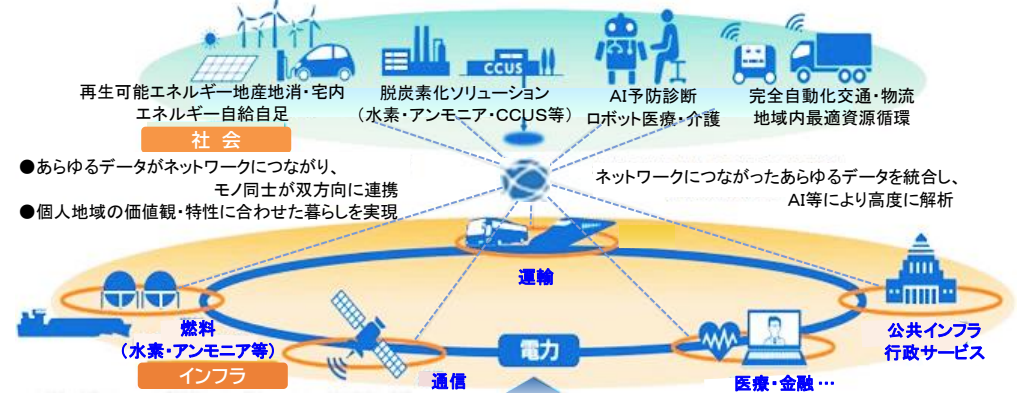 CCUS
再生可能エネルギー地産地消・宅内
エネルギー自給自足
脱炭素化ソリューション
(水素・アンモニア・CCUS等)
AI予防診断
ロボット医療・介護
完全自動化交通・物流
地域内最適資源循環
社 会
●あらゆるデータがネットワークにつながり、
モノ同士が双方向に連携
●個人地域の価値観・特性に合わせた暮らしを実現
ネットワークにつながったあらゆるデータを統合し、
AI等により高度に解析
運輸
燃料
(水素・アンモニア等)
インフラ
通信
電力
医療・金融…
公共インフラ
行政サービス